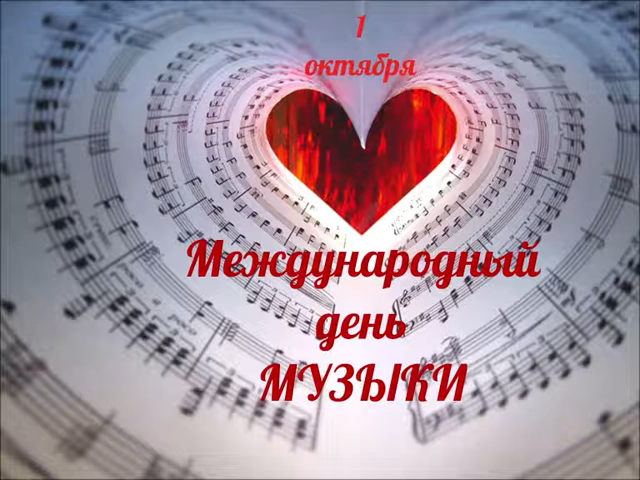 1
октября
Международный
день
МУЗЫКИ